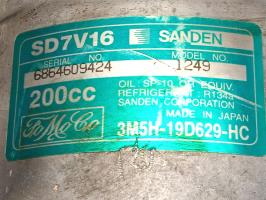 SD7V16 SANDEN
SERIAL NO. MODEL NO.
6864609424 1249
200cc
OIL: SP-10 OR EQUIV.
REFRIGERANT: R134a
SANDEN CORPORATION
MADE IN JAPAN
FoMoCo
3M5H-19D629-HC